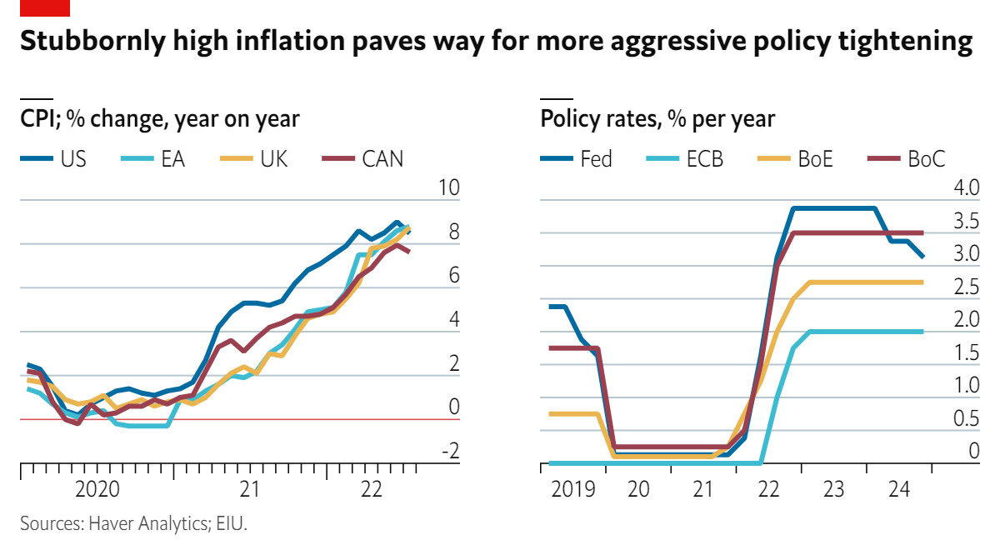 Stubbornly high inflation paves way for more aggressive policy tightening
CPI; % change, year on year
US EA UK CAN
10
8
6
4
2
0
-2
2020 21 22
Policy rates, % per year
Fed ECB BoE BoC
4.0
3.5
3.0
2.5
2.0
1.5
1.0
0.5
0
2019 20 21 22 23 24
Sources: Haver Analytics; EIU.